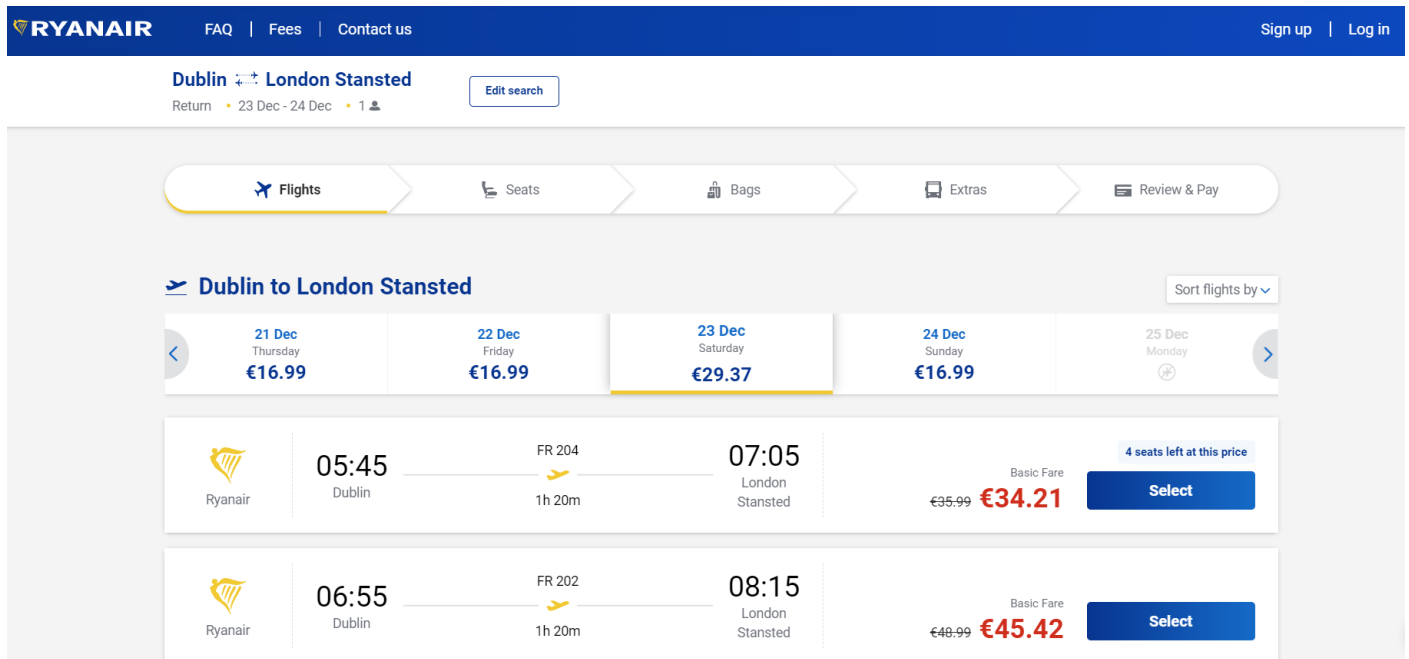 RYANAIR FAQ | Fees | Contact us Sign up | Log in
Dublin London Stansted
Return • 23 Dec - 24 Dec • 1
Edit search
Flights Seats Bags Extras Review & Pay
Dublin to London Stansted
Sort flights by
21 Dec
Thursday
€16.99
22 Dec
Friday
€16.99
23 Dec
Saturday
€29.37
24 Dec
Sunday
€16.99
25 Dec
Monday
Ryanair
05:45
Dublin
FR 204
1h 20m
07:05
London
Stansted
Basic Fare
€35.99 €34.21
4 seats left at this price
Select
Ryanair
06:55
Dublin
FR 202
1h 20m
08:15
London
Stansted
Basic Fare
€48.99 €45.42
Select